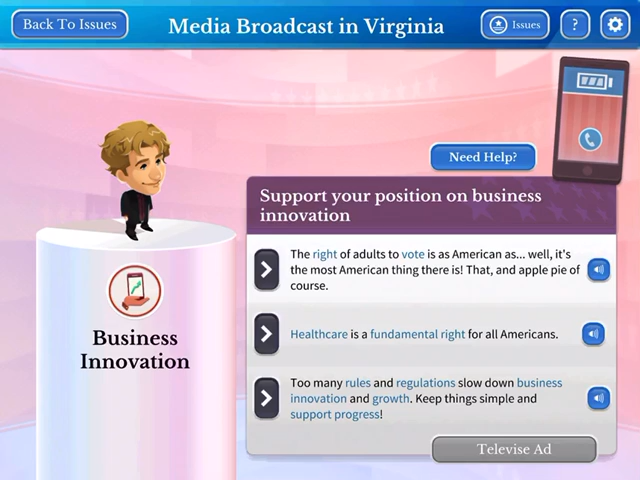 Back To Issues
Media Broadcast in Virginia
Issues
?
Need Help?
Support your position on business
innovation
The right of adults to vote is as American as... well, it's
the most American thing there is! That, and apple pie of
course.
Healthcare is a fundamental right for all Americans.
Too many rules and regulations slow down business
innovation and growth. Keep things simple and
support progress!
Business
Innovation
Televise Ad